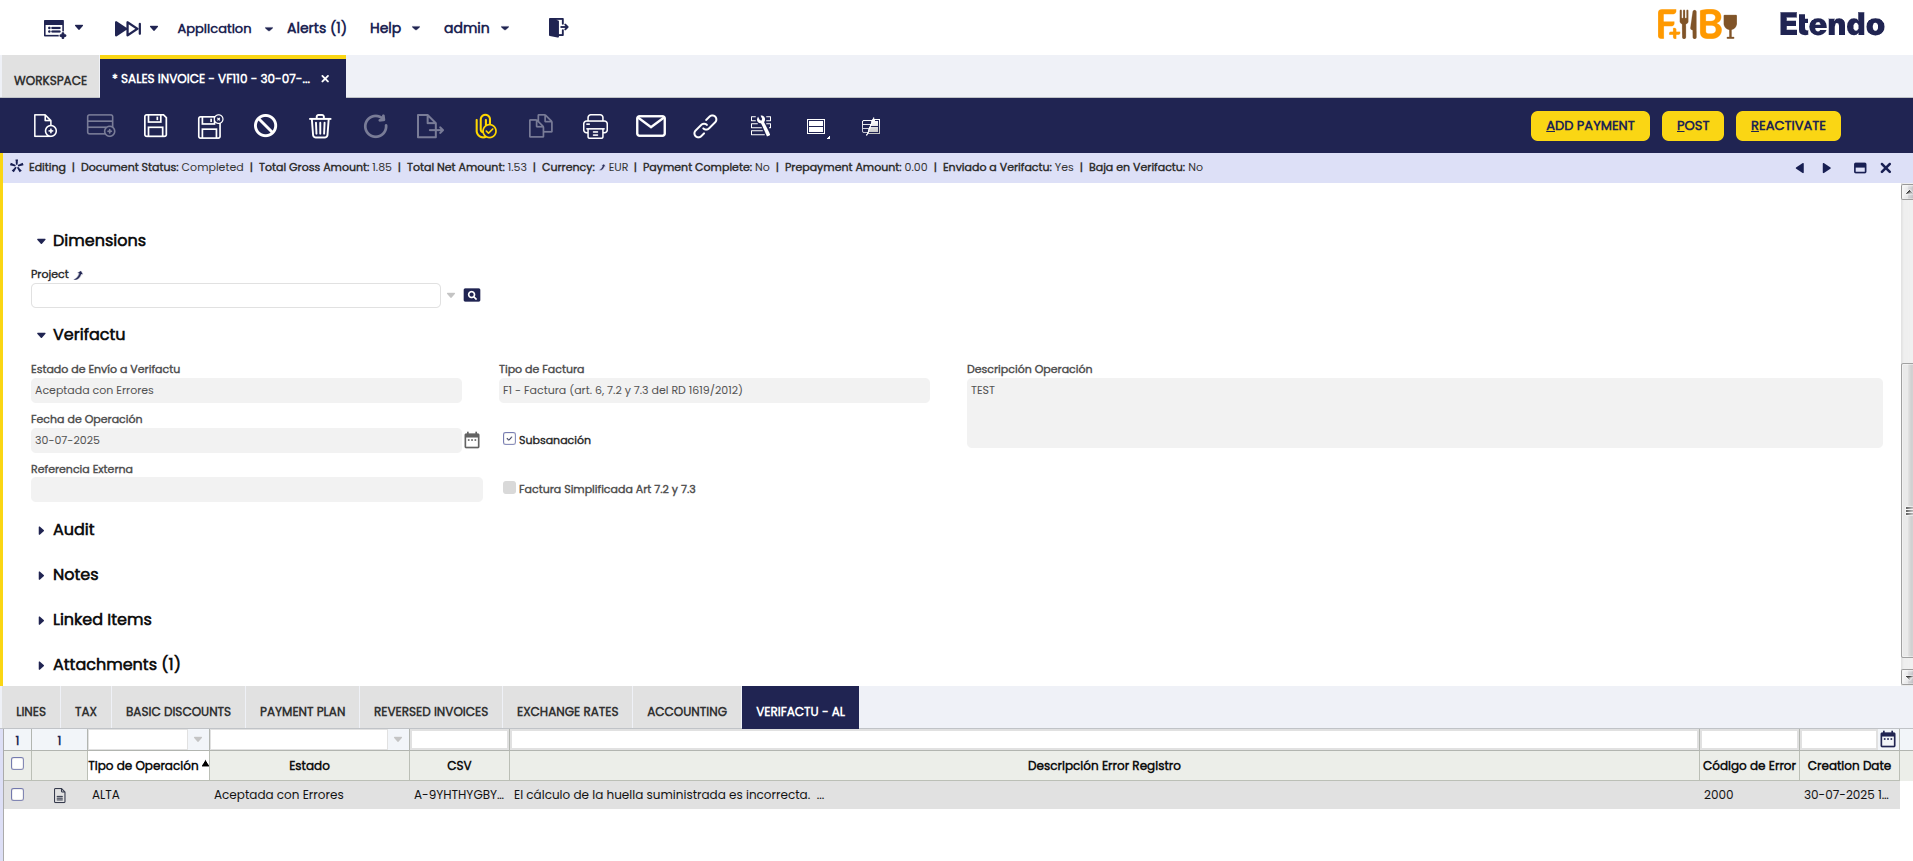 Application
Alerts (1)
Help
admin
F+B
Etendo
WORKSPACE
* SALES INVOICE - VF110 - 30-07-...
ADD PAYMENT
POST
REACTIVATE
Editing | Document Status: Completed | Total Gross Amount: 1.85 | Total Net Amount: 1.53 | Currency: EUR | Payment Complete: No | Prepayment Amount: 0.00 | Enviado a Verifactu: Yes | Baja en Verifactu: No
Dimensions
Project
Verifactu
Estado de Envío a Verifactu
Aceptada con Errores
Tipo de Factura
F1 - Factura (art. 6, 7.2 y 7.3 del RD 1619/2012)
Descripción Operación
TEST
Fecha de Operación
30-07-2025
Subsanación
Referencia Externa
Factura Simplificada Art 7.2 y 7.3
Audit
Notes
Linked Items
Attachments (1)
LINES
TAX
BASIC DISCOUNTS
PAYMENT PLAN
REVERSED INVOICES
EXCHANGE RATES
ACCOUNTING
VERIFACTU - AL
1 1
Tipo de Operación Estado CSV Descripción Error Registro Código de Error Creation Date
ALTA Aceptada con Errores A-9YHTHYGBY... El cálculo de la huella suministrada es incorrecta. ... 2000 30-07-2025 1...